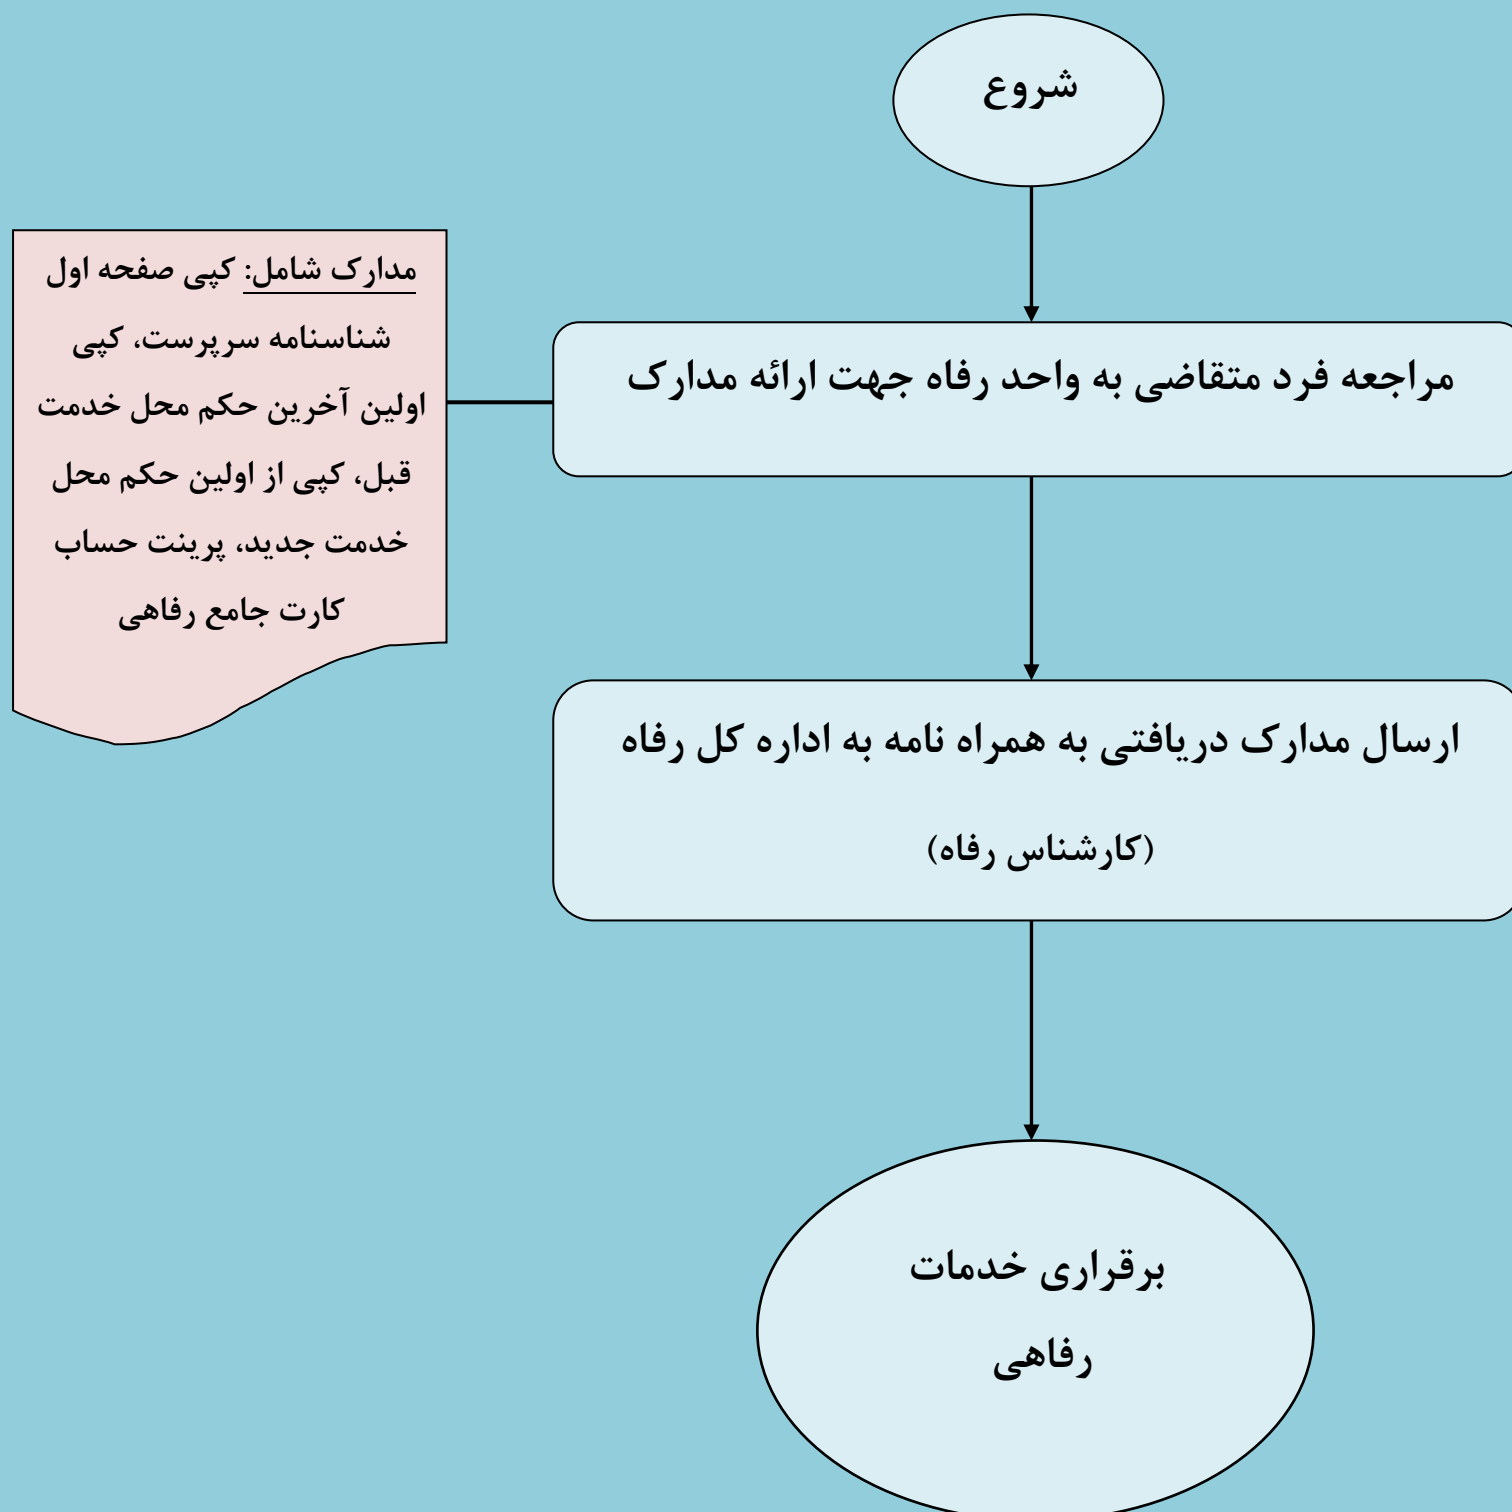 شروع
مراجعه فرد متقاضی به واحد رفاه جهت ارائه مدارک
مدارک شامل: کپی صفحه اول
شناسنامه سرپرست، کپی
اولین آخرین حکم محل خدمت
قبل، کپی از اولین حکم محل
خدمت جدید، پرینت حساب
کارت جامع رفاهی
ارسال مدارک دریافتی به همراه نامه به اداره کل رفاه
(کارشناس رفاه)
برقراری خدمات
رفاهی